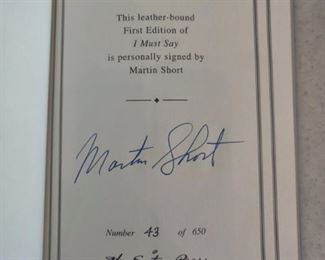 This leather-bound
First Edition of
I Must Say
is personally signed by
Martin Short
Martin Short
Number 43 of 650